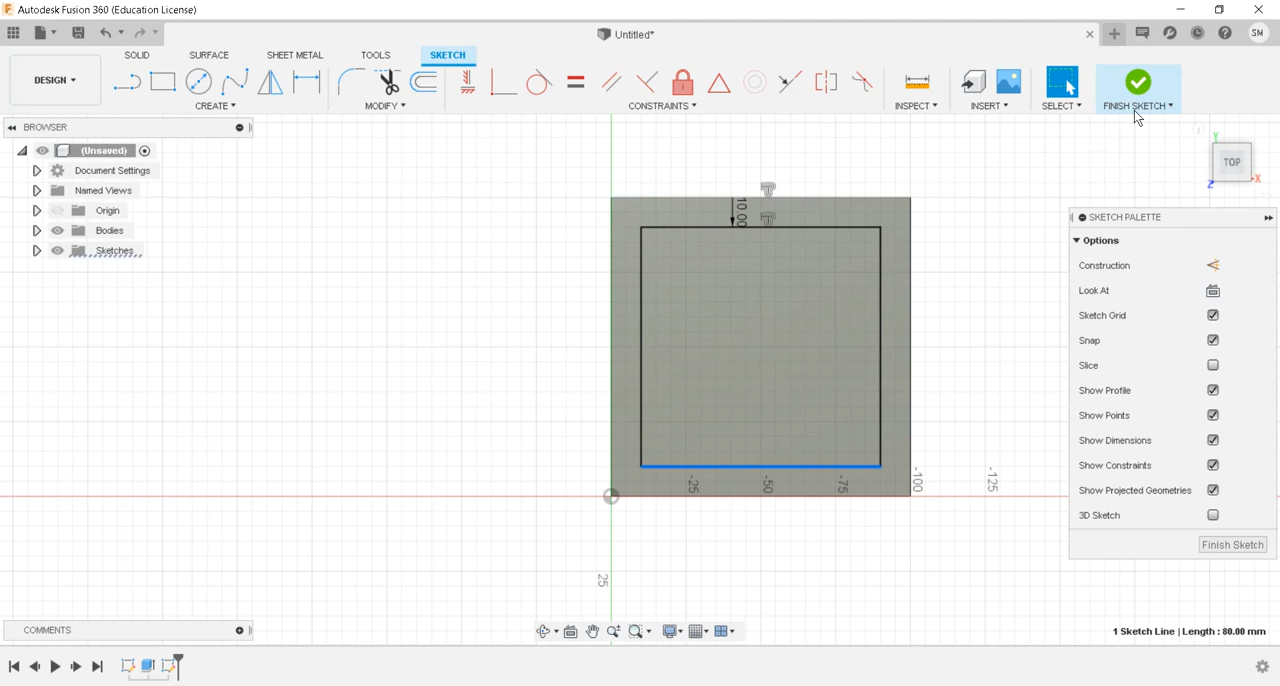 Autodesk Fusion 360 (Education License)
Untitled*
SM
SOLID SURFACE SHEET METAL TOOLS SKETCH
DESIGN
CREATE MODIFY CONSTRAINTS INSPECT INSERT SELECT FINISH SKETCH
BROWSER
(Unsaved)
Document Settings
Named Views
Origin
Bodies
Sketches
TOP
X
Y
Z
SKETCH PALETTE
Options
Construction
Look At
Sketch Grid
Snap
Slice
Show Profile
Show Points
Show Dimensions
Show Constraints
Show Projected Geometries
3D Sketch
Finish Sketch
10.00
-25
-50
-75
-100
-125
25
COMMENTS
1 Sketch Line | Length : 80.00 mm